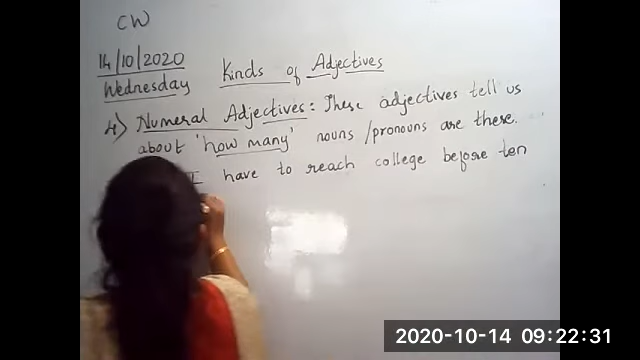 CW
14/10/2020
Wednesday
Kinds of Adjectives
4) Numeral Adjectives: These adjectives tell us
about 'how many' nouns/pronouns are there.
I have to reach college before ten
2020-10-14 09:22:31